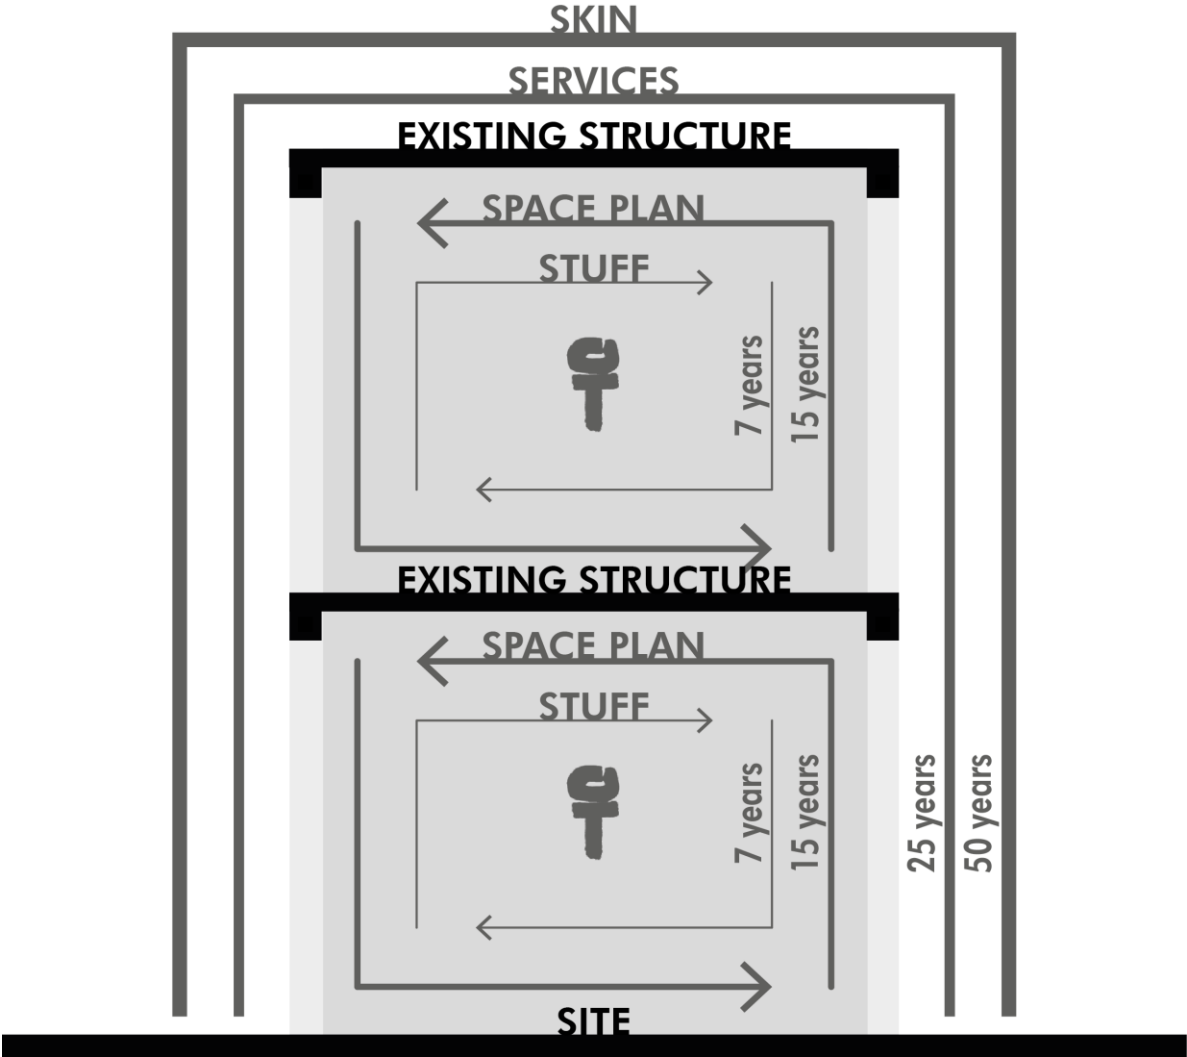 SKIN
SERVICES
EXISTING STRUCTURE
SPACE PLAN
STUFF
7 years
15 years
EXISTING STRUCTURE
SPACE PLAN
STUFF
7 years
15 years
25 years
50 years
SITE